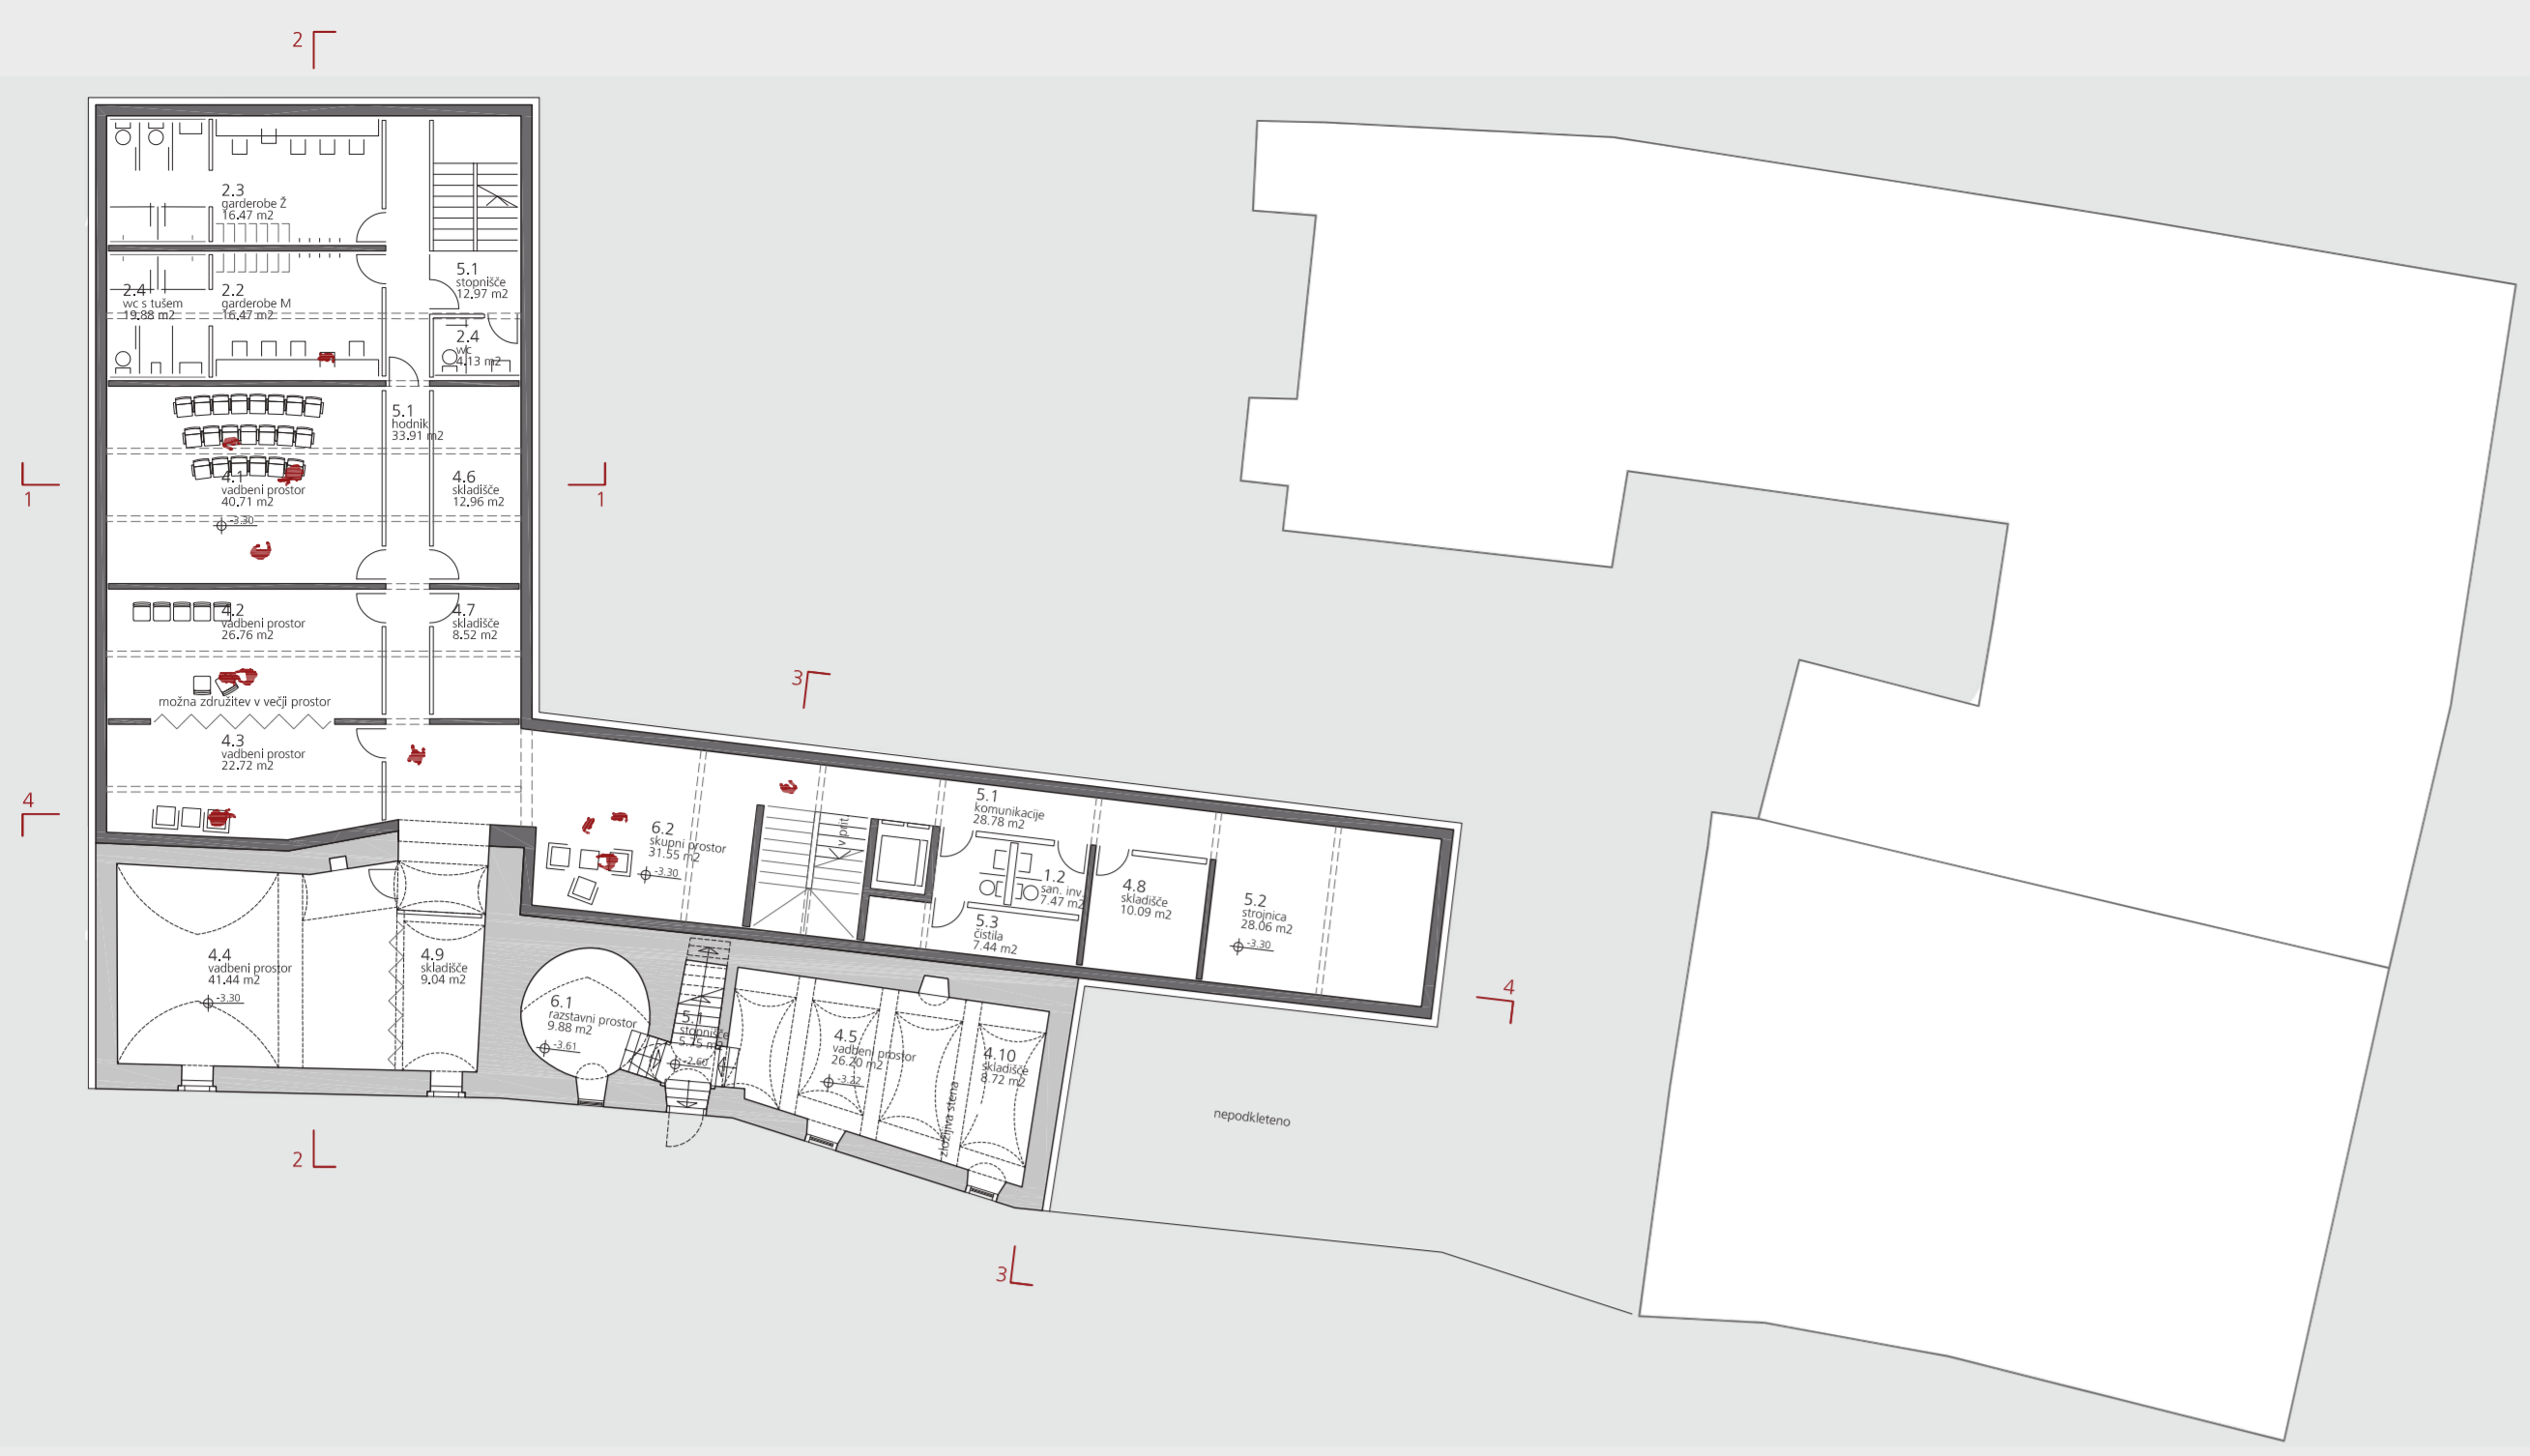 2
2.3
garderobe Ž
16.47 m2
2.4
wc s tušem
19.88 m2
2.2
garderobe M
16.47 m2
5.1
stopnišče
12.97 m2
2.4
wc
4.13 m2
5.1
hodnik
33.91 m2
1
1
4.1
vadbeni prostor
40.71 m2
-3.30
4.6
skladišče
12.96 m2
4.2
vadbeni prostor
26.76 m2
4.7
skladišče
8.52 m2
možna združitev v večji prostor
4.3
vadbeni prostor
22.72 m2
3
4
6.2
skupni prostor
31.55 m2
-3.30
v prit.
5.1
komunikacije
28.78 m2
1.2
san. inv.
7.47 m2
5.3
čistila
7.44 m2
4.8
skladišče
10.09 m2
5.2
strojnica
28.06 m2
-3.30
4
4.4
vadbeni prostor
41.44 m2
-3.30
4.9
skladišče
9.04 m2
6.1
razstavni prostor
9.88 m2
-3.61
5.1
stopnišče
5.75 m2
-2.60
4.5
vadbeni prostor
26.20 m2
-3.22
zložljiva stena
4.10
skladišče
8.72 m2
nepodkleteno
2
3